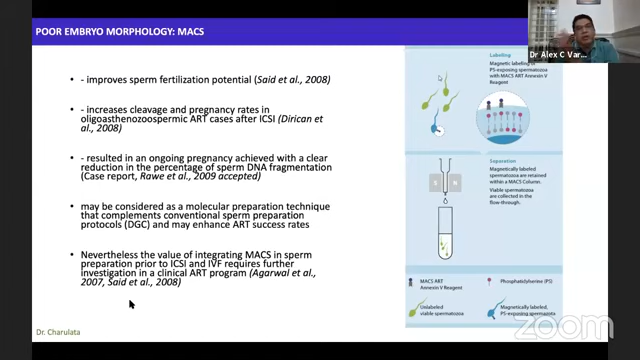 POOR EMBRYO MORPHOLOGY: MACS
Dr Alex C Var...
• - improves sperm fertilization potential (Said et al., 2008)
• - increases cleavage and pregnancy rates in
oligoasthenozoospermic ART cases after ICSI (Dirican et
al., 2008)
• - resulted in an ongoing pregnancy achieved with a clear
reduction in the percentage of sperm DNA fragmentation
(Case report, Rawe et al., 2009 accepted)
• may be considered as a molecular preparation technique
that complements conventional sperm preparation
protocols (DGC) and may enhance ART success rates
• Nevertheless the value of integrating MACS in sperm
preparation prior to ICSI and IVF requires further
investigation in a clinical ART program (Agarwal et al.,
2007, Said et al., 2008)
Labeling
Magnetic labeling of
PS-exposing spermatozoa
with MACS ART Annexin V
Reagent
S N
Separation
Magnetically labeled
spermatozoa are retained
within a MACS Column.
Viable spermatozoa
are collected in
the flow-through.
MACS ART
Annexin V Reagent
Phosphatidylserine (PS)
Unlabeled
viable spermatozoa
Magnetically labeled,
PS-exposing spermatozoa
Dr. Charulata
zoom